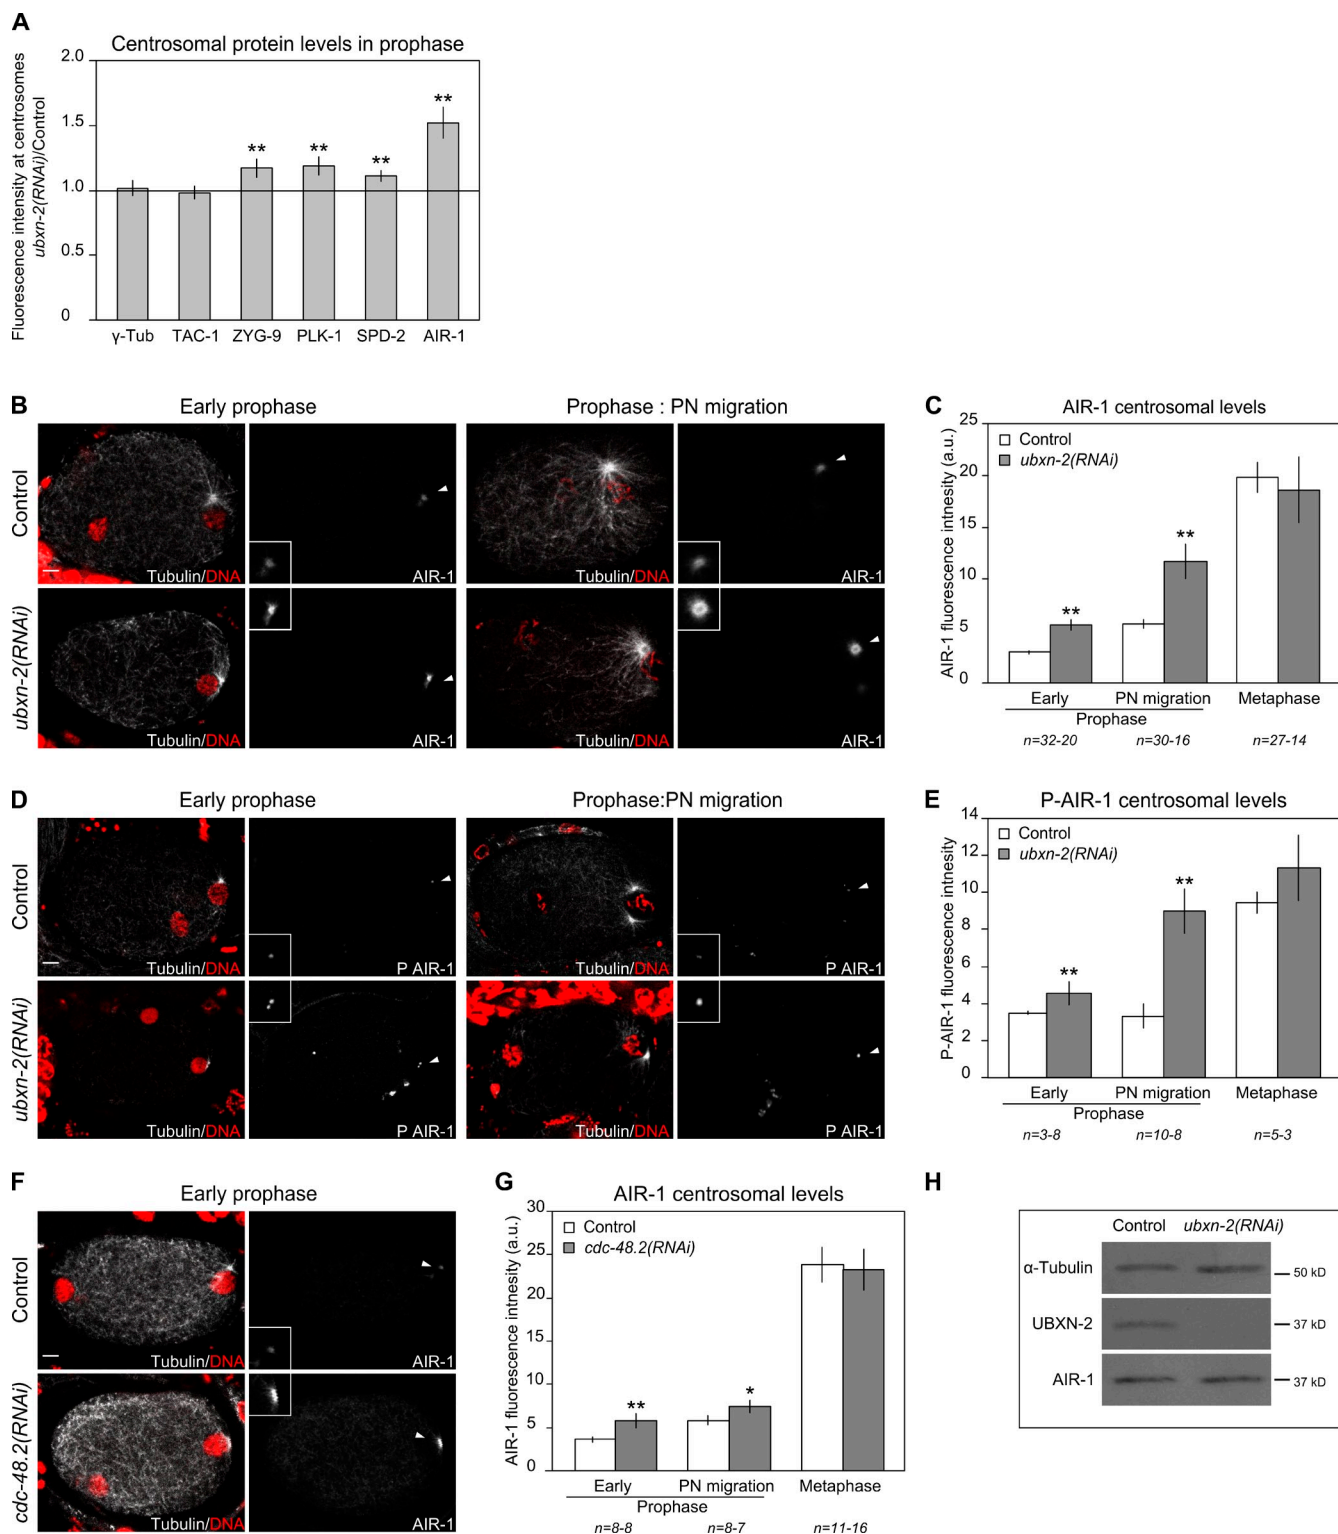 A
Centrosomal protein levels in prophase
Fluorescence intensity at centrosomes
ubxn-2(RNAi)/Control
2.0
1.5
1.0
0.5
0
** ** ** **
γ-Tub TAC-1 ZYG-9 PLK-1 SPD-2 AIR-1
B
Early prophase
Prophase : PN migration
Control
Tubulin/DNA
AIR-1
Tubulin/DNA
AIR-1
ubxn-2(RNAi)
Tubulin/DNA
AIR-1
Tubulin/DNA
AIR-1
C
AIR-1 centrosomal levels
AIR-1 fluorescence intnesity (a.u.)
25
20
15
10
5
0
Control
ubxn-2(RNAi)
** **
Early PN migration Metaphase
Prophase
n=32-20 n=30-16 n=27-14
D
Early prophase
Prophase:PN migration
Control
Tubulin/DNA
P AIR-1
Tubulin/DNA
P AIR-1
ubxn-2(RNAi)
Tubulin/DNA
P AIR-1
Tubulin/DNA
P AIR-1
E
P-AIR-1 centrosomal levels
P-AIR-1 fluorescence intnesity
14
12
10
8
6
4
2
0
Control
ubxn-2(RNAi)
** **
Early PN migration Metaphase
Prophase
n=3-8 n=10-8 n=5-3
F
Early prophase
Control
Tubulin/DNA
AIR-1
cdc-48.2(RNAi)
Tubulin/DNA
AIR-1
G
AIR-1 centrosomal levels
AIR-1 fluorescence intnesity (a.u.)
30
25
20
15
10
5
0
Control
cdc-48.2(RNAi)
** *
Early PN migration Metaphase
Prophase
n=8-8 n=8-7 n=11-16
H
Control ubxn-2(RNAi)
α-Tubulin
50 kD
UBXN-2
37 kD
AIR-1
37 kD